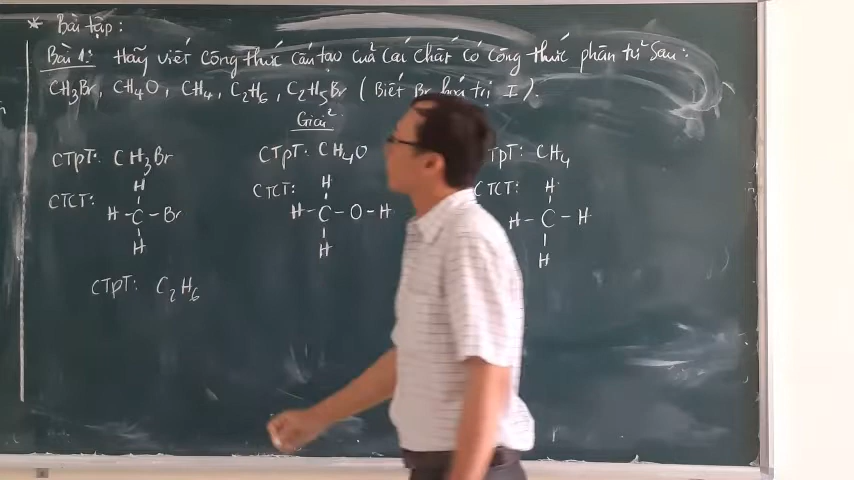 * Bài tập:
Bài 1: Hãy viết công thức cấu tạo của các chất có công thức phân tử sau:
CH₃Br, CH₄O, CH₄, C₂H₆, C₂H₅Br (Biết Br hóa trị I).
Giải
CTPT: CH₃Br
CTPT: CH₄O
TPT: CH₄
CTCT:
H
H - C - Br
H
CTCT:
H
H - C - O - H
H
CTCT:
H
H - C - H
H
CTPT: C₂H₆